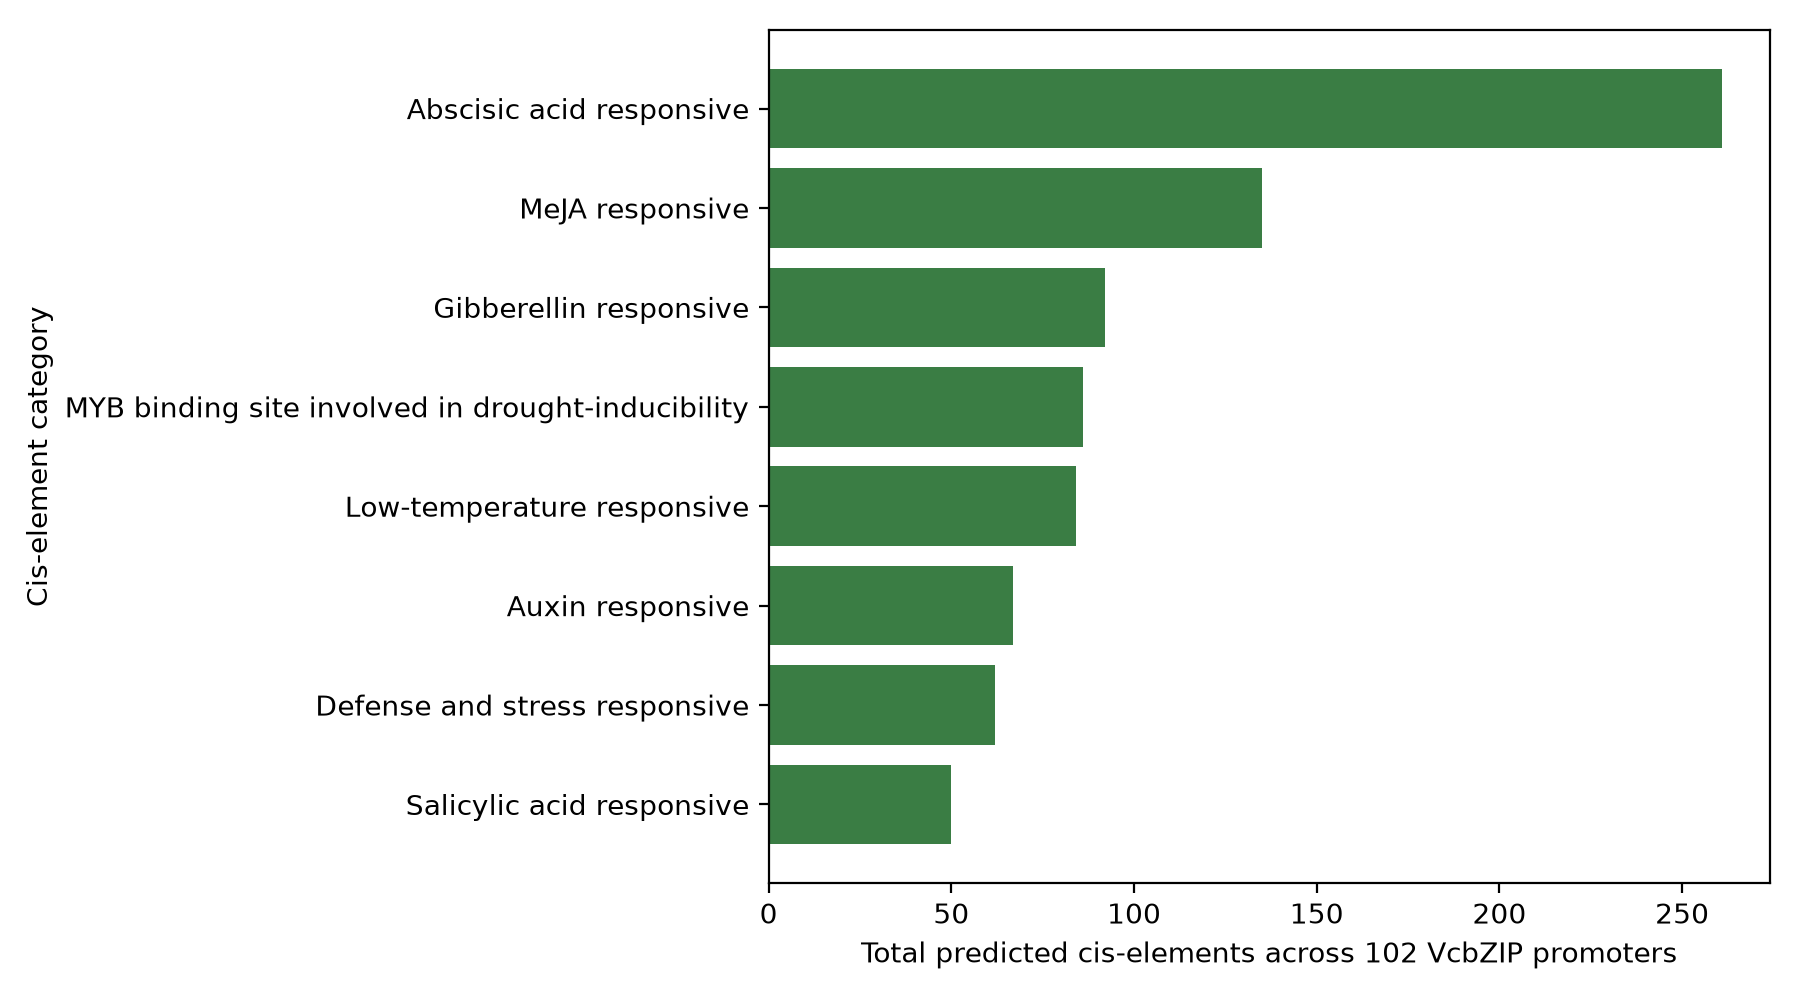 Cis-element category
Abscisic acid responsive
MeJA responsive
Gibberellin responsive
MYB binding site involved in drought-inducibility
Low-temperature responsive
Auxin responsive
Defense and stress responsive
Salicylic acid responsive
0 50 100 150 200 250
Total predicted cis-elements across 102 VcbZIP promoters